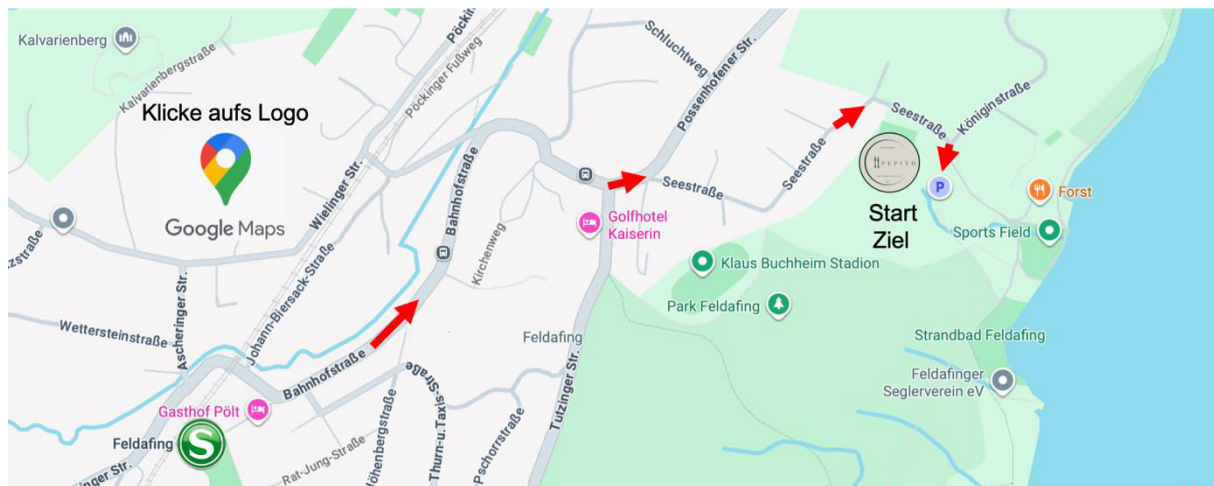 Kalvarienberg
Kalvarienbergstraße
Klicke aufs Logo
Google Maps
Pöckinger Fußweg
Wielinger Str.
Bahnhofstraße
Schluchtweg
Possenhofener Str.
Seestraße
Seestraße
Seestraße
Königinstraße
PEPITO
P
Start
Ziel
Forst
Sports Field
Golfhotel
Kaiserin
Kirchenweg
Klaus Buchheim Stadion
Park Feldafing
Ascheringer Str.
Johann-Biersack-Straße
Wettersteinstraße
Feldafing
Strandbad Feldafing
Feldafinger
Seglerverein eV
Bahnhofstraße
Gasthof Pölt
Feldafing
S
Rat-Jung-Straße
Höhenbergstraße
Thurn-u.Taxis-Straße
Pschorrstraße
Tutzinger Str.